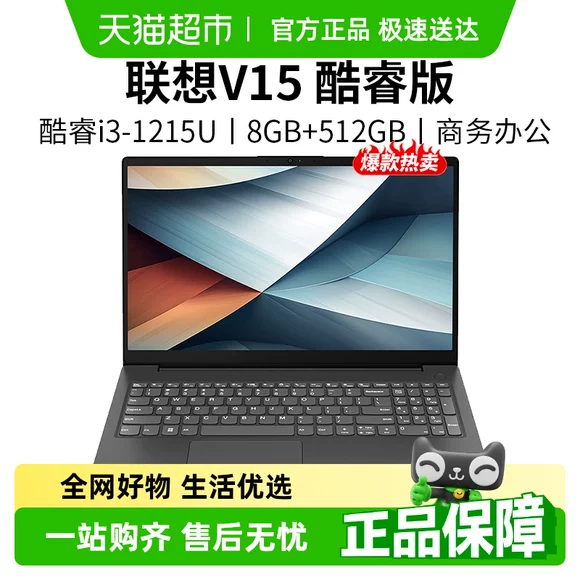 天猫超市 官方正品 极速送达
联想V15 酷睿版
酷睿i3-1215U | 8GB+512GB | 商务办公
爆款热卖
全网好物 生活优选
一站购齐 售后无忧
正品保障